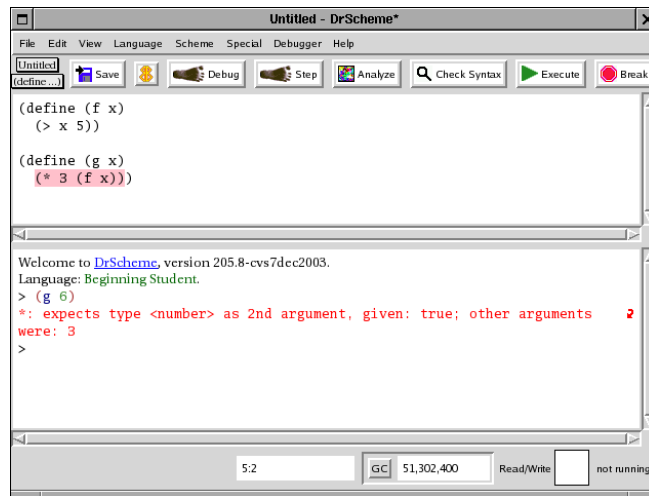 Untitled - DrScheme*
File Edit View Language Scheme Special Debugger Help
Untitled
(define ...)
Save
Debug
Step
Analyze
Check Syntax
Execute
Break
(define (f x)
(> x 5))
(define (g x)
(* 3 (f x)))
Welcome to DrScheme, version 205.8-cvs7dec2003.
Language: Beginning Student.
> (g 6)
*: expects type <number> as 2nd argument, given: true; other arguments
were: 3
>
5:2
GC
51,302,400
Read/Write
not running